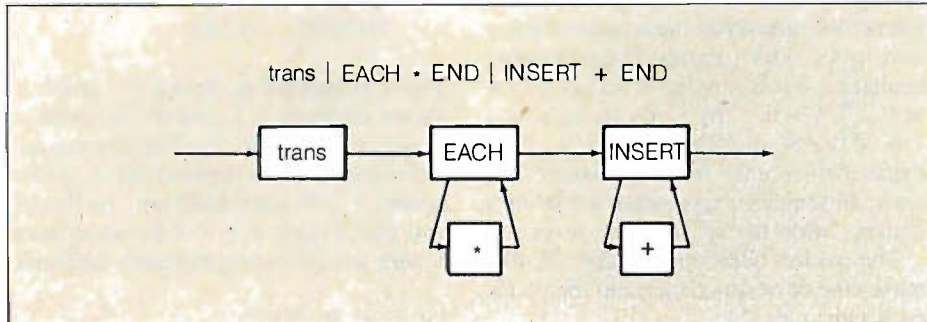 trans | EACH * END | INSERT + END
trans
EACH
INSERT
*
+